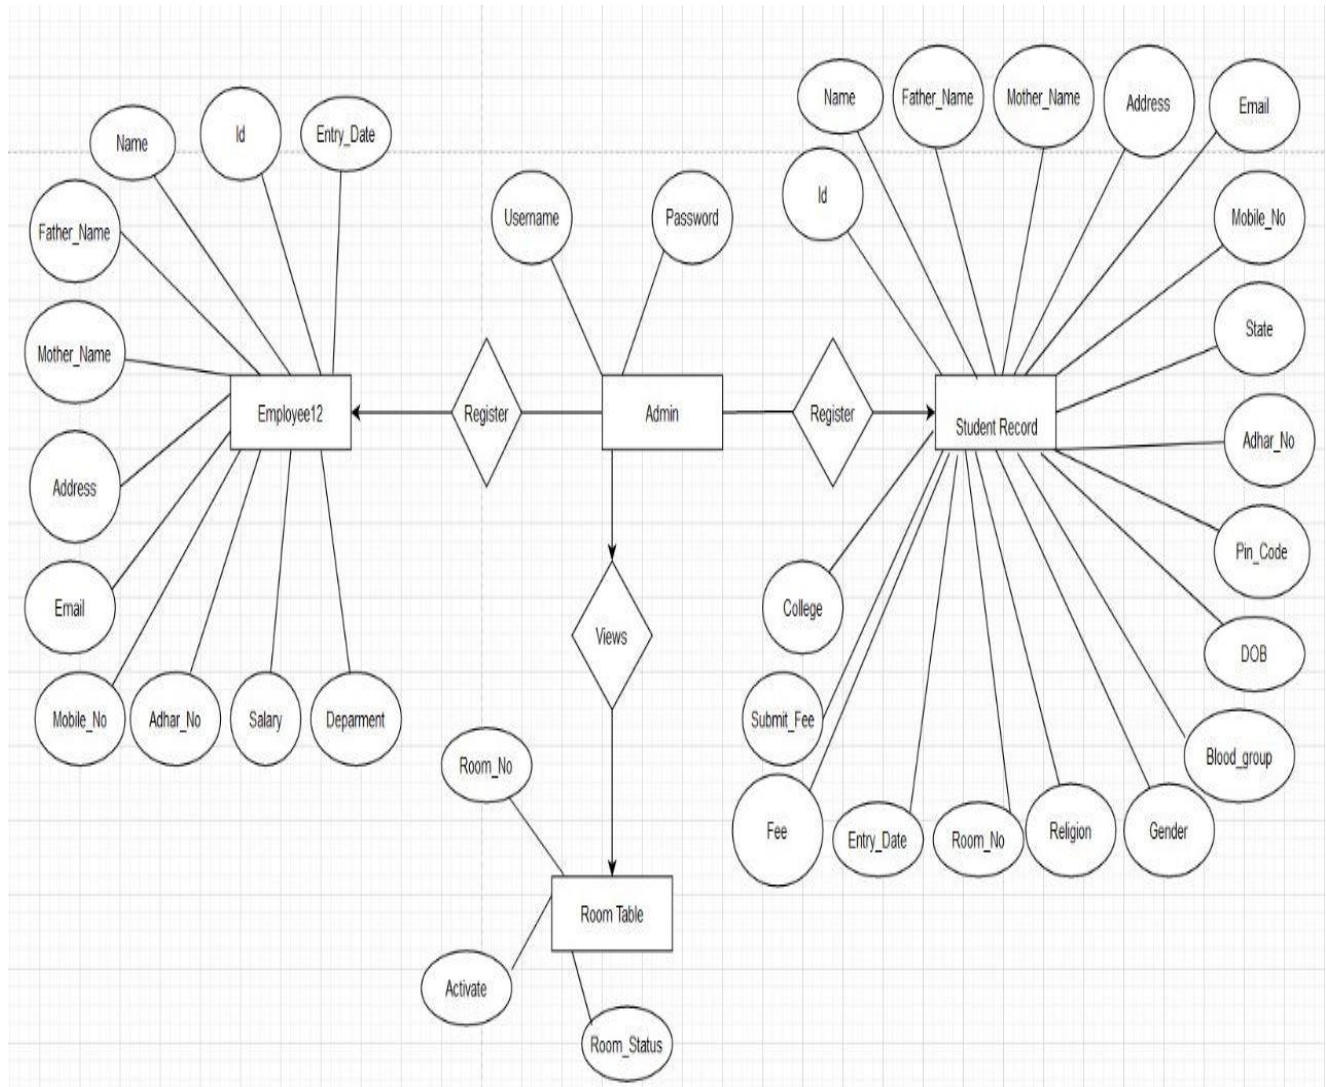 Name
Id
Entry_Date
Father_Name
Mother_Name
Address
Email
Mobile_No
Adhar_No
Salary
Deparment
Employee12
Register
Username
Password
Admin
Register
Views
Room_No
Room Table
Activate
Room_Status
Id
Name
Father_Name
Mother_Name
Address
Email
Mobile_No
State
Adhar_No
Pin_Code
DOB
Blood_group
Gender
Religion
Room_No
Entry_Date
Fee
Submit_Fee
College
Student Record